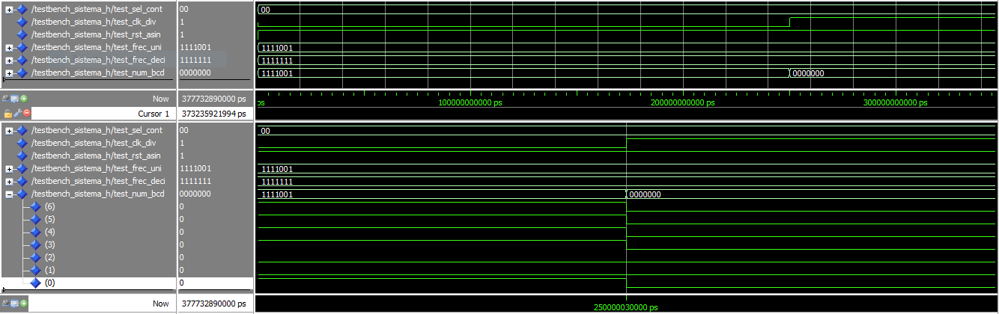 /testbench_sistema_h/test_sel_cont 00 00
/testbench_sistema_h/test_clk_div 1
/testbench_sistema_h/test_rst_asin 1
/testbench_sistema_h/test_frec_uni 1111001 1111001
/testbench_sistema_h/test_frec_deci 1111111 1111111
/testbench_sistema_h/test_num_bcd 0000000 1111001 0000000
Now 377732890000 ps ps 100000000000 ps 200000000000 ps 300000000000 ps
Cursor 1 373235921994 ps
/testbench_sistema_h/test_sel_cont 00 00
/testbench_sistema_h/test_clk_div 1
/testbench_sistema_h/test_rst_asin 1
/testbench_sistema_h/test_frec_uni 1111001 1111001
/testbench_sistema_h/test_frec_deci 1111111 1111111
/testbench_sistema_h/test_num_bcd 0000000 1111001 0000000
(6) 0
(5) 0
(4) 0
(3) 0
(2) 0
(1) 0
(0) 0
Now 377732890000 ps 250000030000 ps